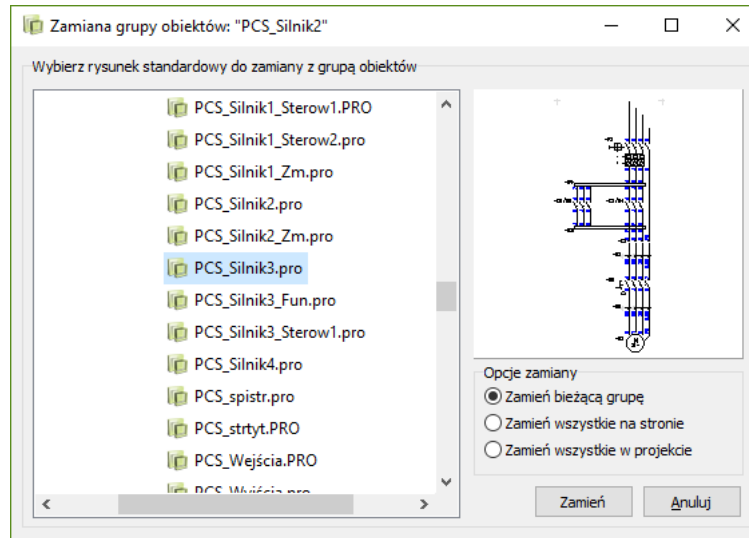 Zamiana grupy obiektów: "PCS_Silnik2"
Wybierz rysunek standardowy do zamiany z grupą obiektów
PCS_Silnik1_Sterow1.PRO
PCS_Silnik1_Sterow2.pro
PCS_Silnik1_Zm.pro
PCS_Silnik2.pro
PCS_Silnik2_Zm.pro
PCS_Silnik3.pro
PCS_Silnik3_Fun.pro
PCS_Silnik3_Sterow1.pro
PCS_Silnik4.pro
PCS_spistr.pro
PCS_strtyt.PRO
PCS_Wejścia.PRO
PCS_Wyjścia.pro
Opcje zamiany
Zamień bieżącą grupę
Zamień wszystkie na stronie
Zamień wszystkie w projekcie
Zamień
Anuluj